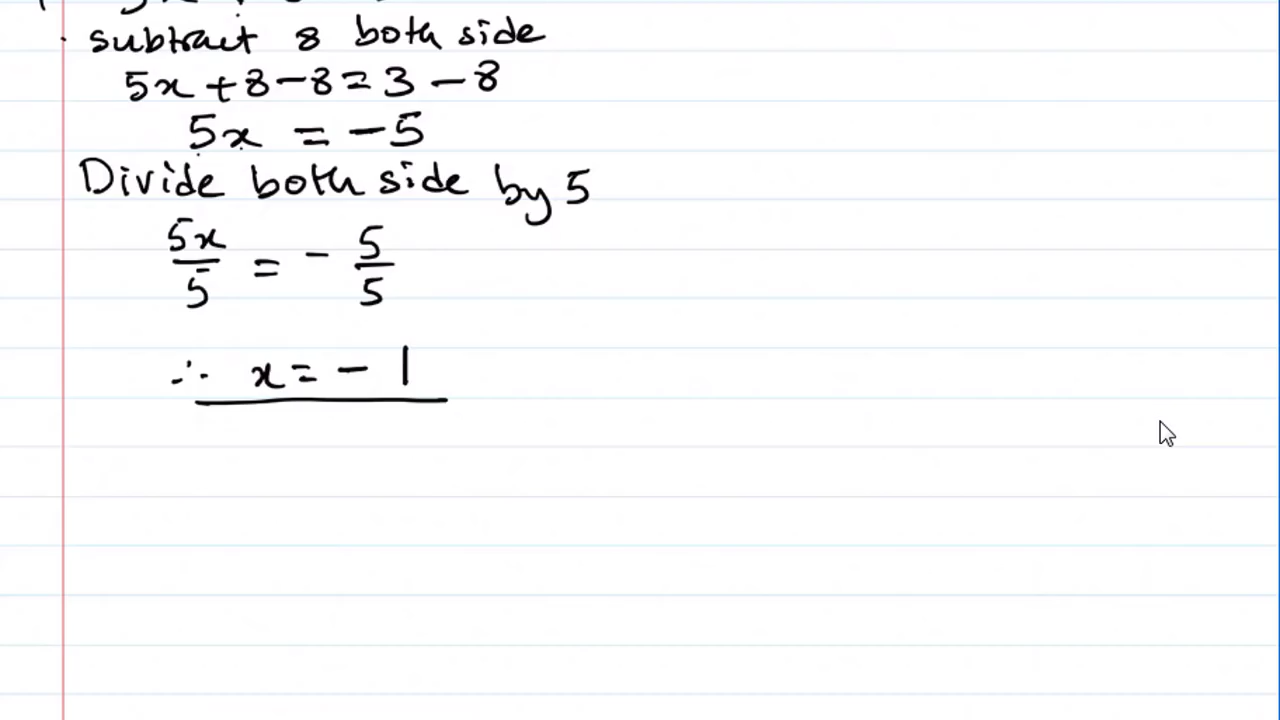 subtract 8 both side
5x + 8 - 8 = 3 - 8
5x = -5
Divide both side by 5
5x/5 = - 5/5
∴ x = - 1